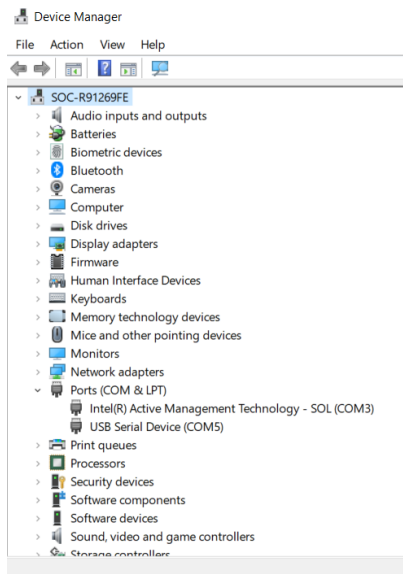 Device Manager
File Action View Help
SOC-R91269FE
Audio inputs and outputs
Batteries
Biometric devices
Bluetooth
Cameras
Computer
Disk drives
Display adapters
Firmware
Human Interface Devices
Keyboards
Memory technology devices
Mice and other pointing devices
Monitors
Network adapters
Ports (COM & LPT)
Intel(R) Active Management Technology - SOL (COM3)
USB Serial Device (COM5)
Print queues
Processors
Security devices
Software components
Software devices
Sound, video and game controllers
Storage controllers